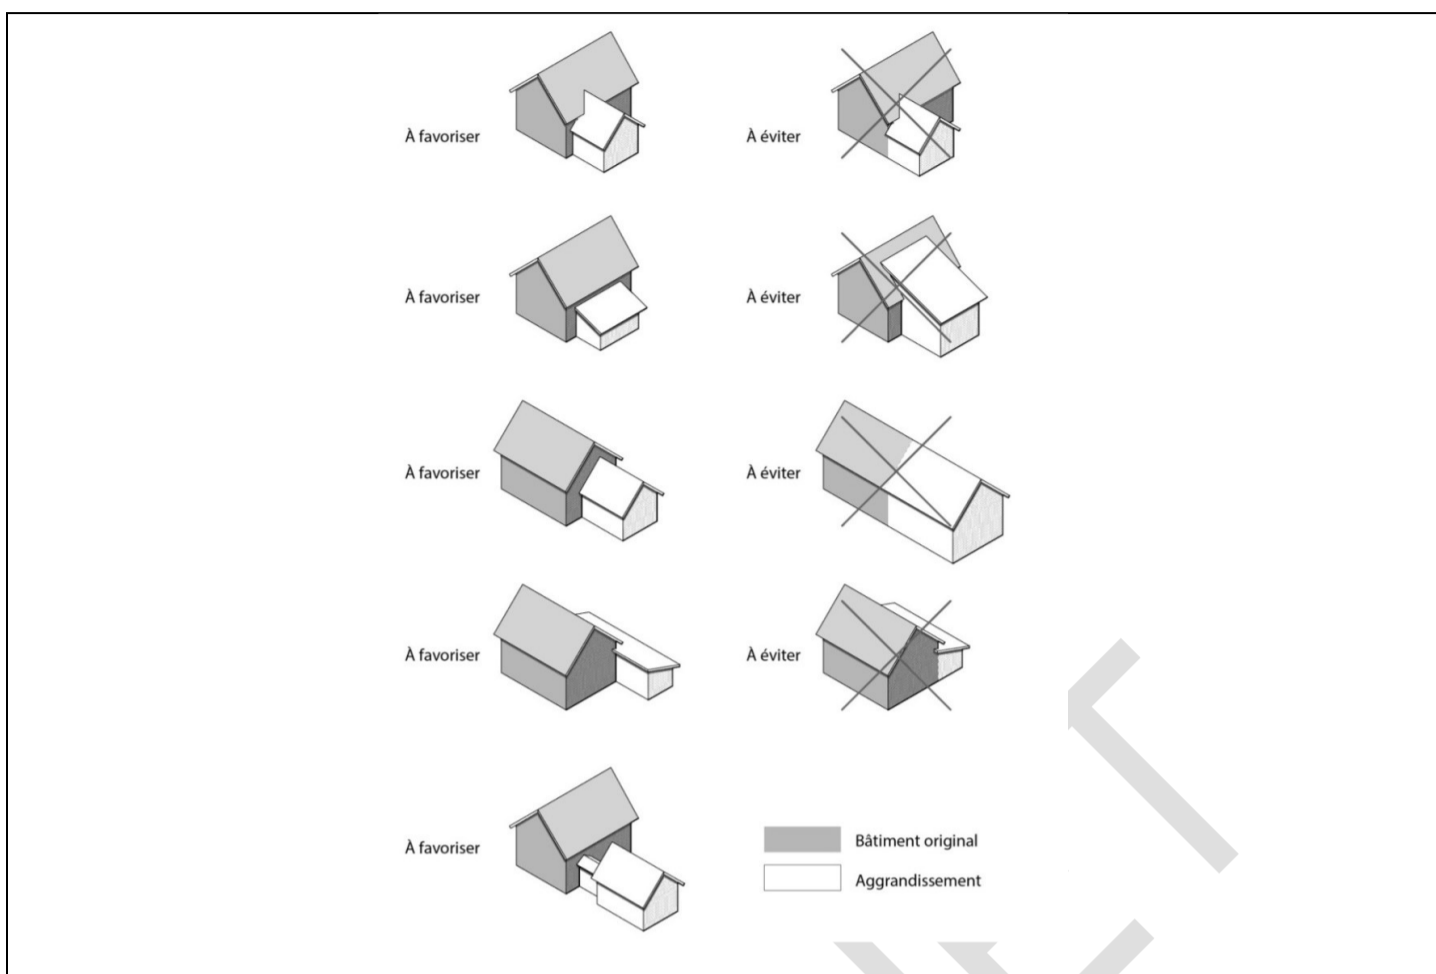 À favoriser
À éviter
À favoriser
À éviter
À favoriser
À éviter
À favoriser
À éviter
À favoriser
Bâtiment original
Aggrandissement